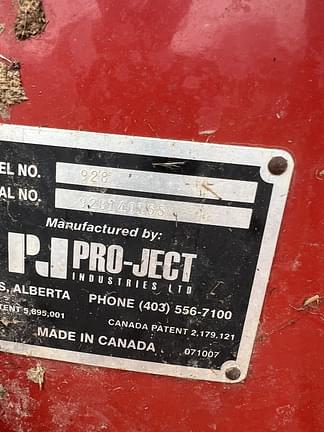 EL NO. 928
AL NO.
Manufactured by:
PJ PRO-JECT
INDUSTRIES LTD
S, ALBERTA PHONE (403) 556-7100
TENT 5,895,001 CANADA PATENT 2,179,121
MADE IN CANADA 071007